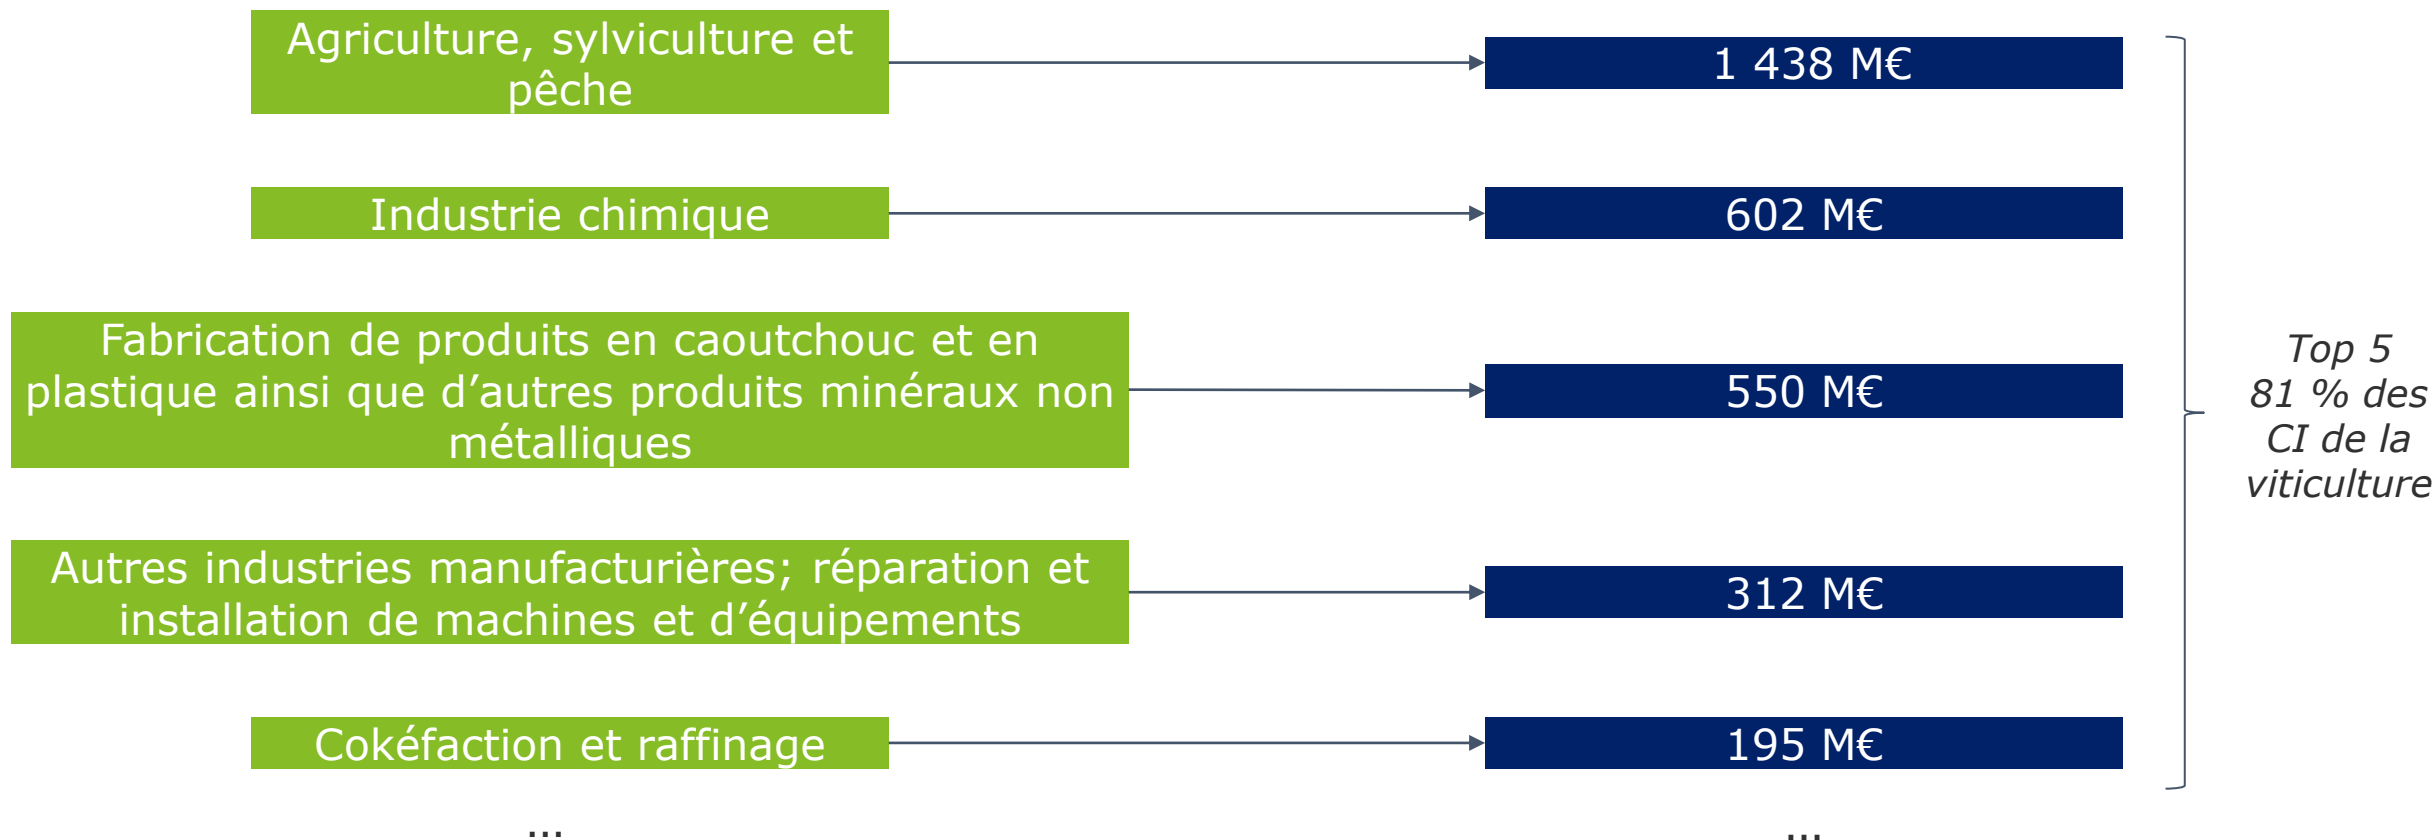 Agriculture, sylviculture et
pêche
1 438 M€
Industrie chimique
602 M€
Fabrication de produits en caoutchouc et en
plastique ainsi que d’autres produits minéraux non
métalliques
550 M€
Autres industries manufacturières; réparation et
installation de machines et d’équipements
312 M€
Cokéfaction et raffinage
195 M€
...
...
Top 5
81 % des
CI de la
viticulture